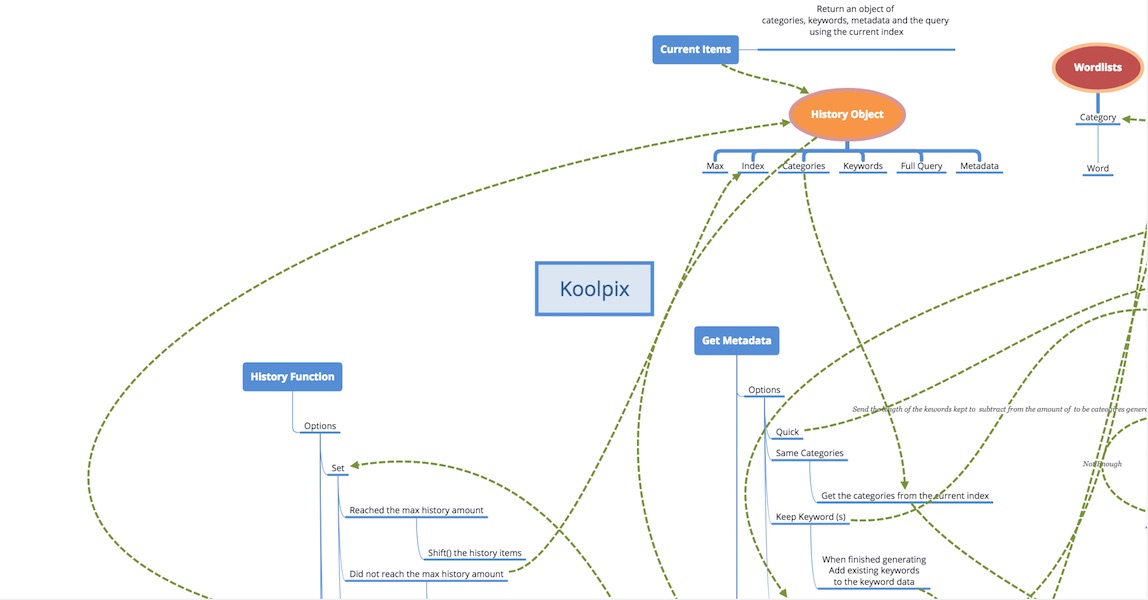 Return an object of
categories, keywords, metadata and the query
using the current index
Current Items
Wordlists
History Object
Category
Max
Index
Categories
Keywords
Full Query
Metadata
Word
Koolpix
Get Metadata
History Function
Options
Send the length of the kewords kept to subtract from the amount of to be categories
Options
Quick
Same Categories
Not Enough
Set
Get the categories from the current index
Reached the max history amount
Keep Keyword (s)
Shift() the history items
When finished generating
Add existing keywords
to the keyword data
Did not reach the max history amount